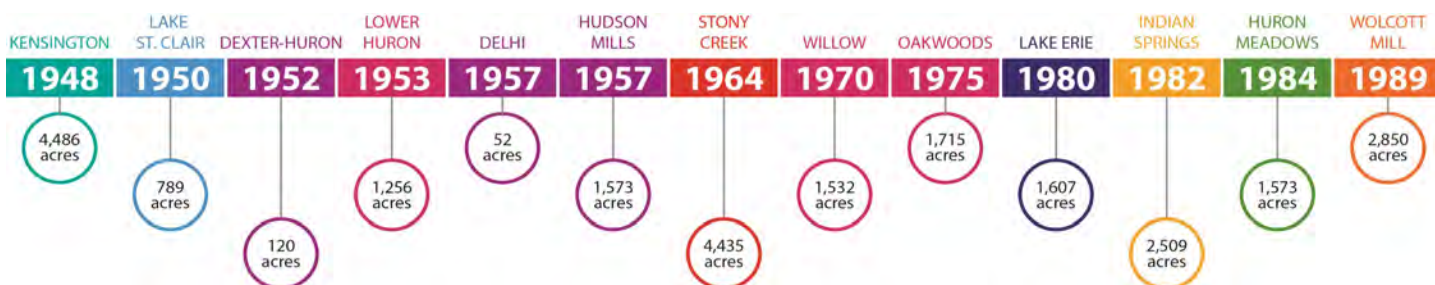 KENSINGTON
1948
4,486
acres
LAKE
ST. CLAIR
1950
789
acres
DEXTER-HURON
1952
120
acres
LOWER
HURON
1953
1,256
acres
DELHI
1957
52
acres
HUDSON
MILLS
1957
1,573
acres
STONY
CREEK
1964
4,435
acres
WILLOW
1970
1,532
acres
OAKWOODS
1975
1,715
acres
LAKE ERIE
1980
1,607
acres
INDIAN
SPRINGS
1982
2,509
acres
HURON
MEADOWS
1984
1,573
acres
WOLCOTT
MILL
1989
2,850
acres